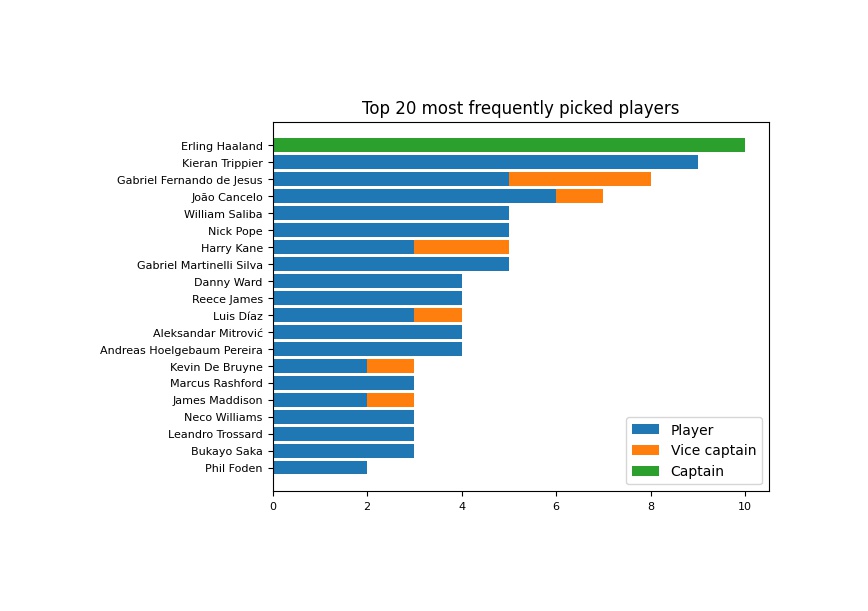 Top 20 most frequently picked players
Erling Haaland
Kieran Trippier
Gabriel Fernando de Jesus
João Cancelo
William Saliba
Nick Pope
Harry Kane
Gabriel Martinelli Silva
Danny Ward
Reece James
Luis Díaz
Aleksandar Mitrović
Andreas Hoelgebaum Pereira
Kevin De Bruyne
Marcus Rashford
James Maddison
Neco Williams
Leandro Trossard
Bukayo Saka
Phil Foden
Player
Vice captain
Captain
0 2 4 6 8 10